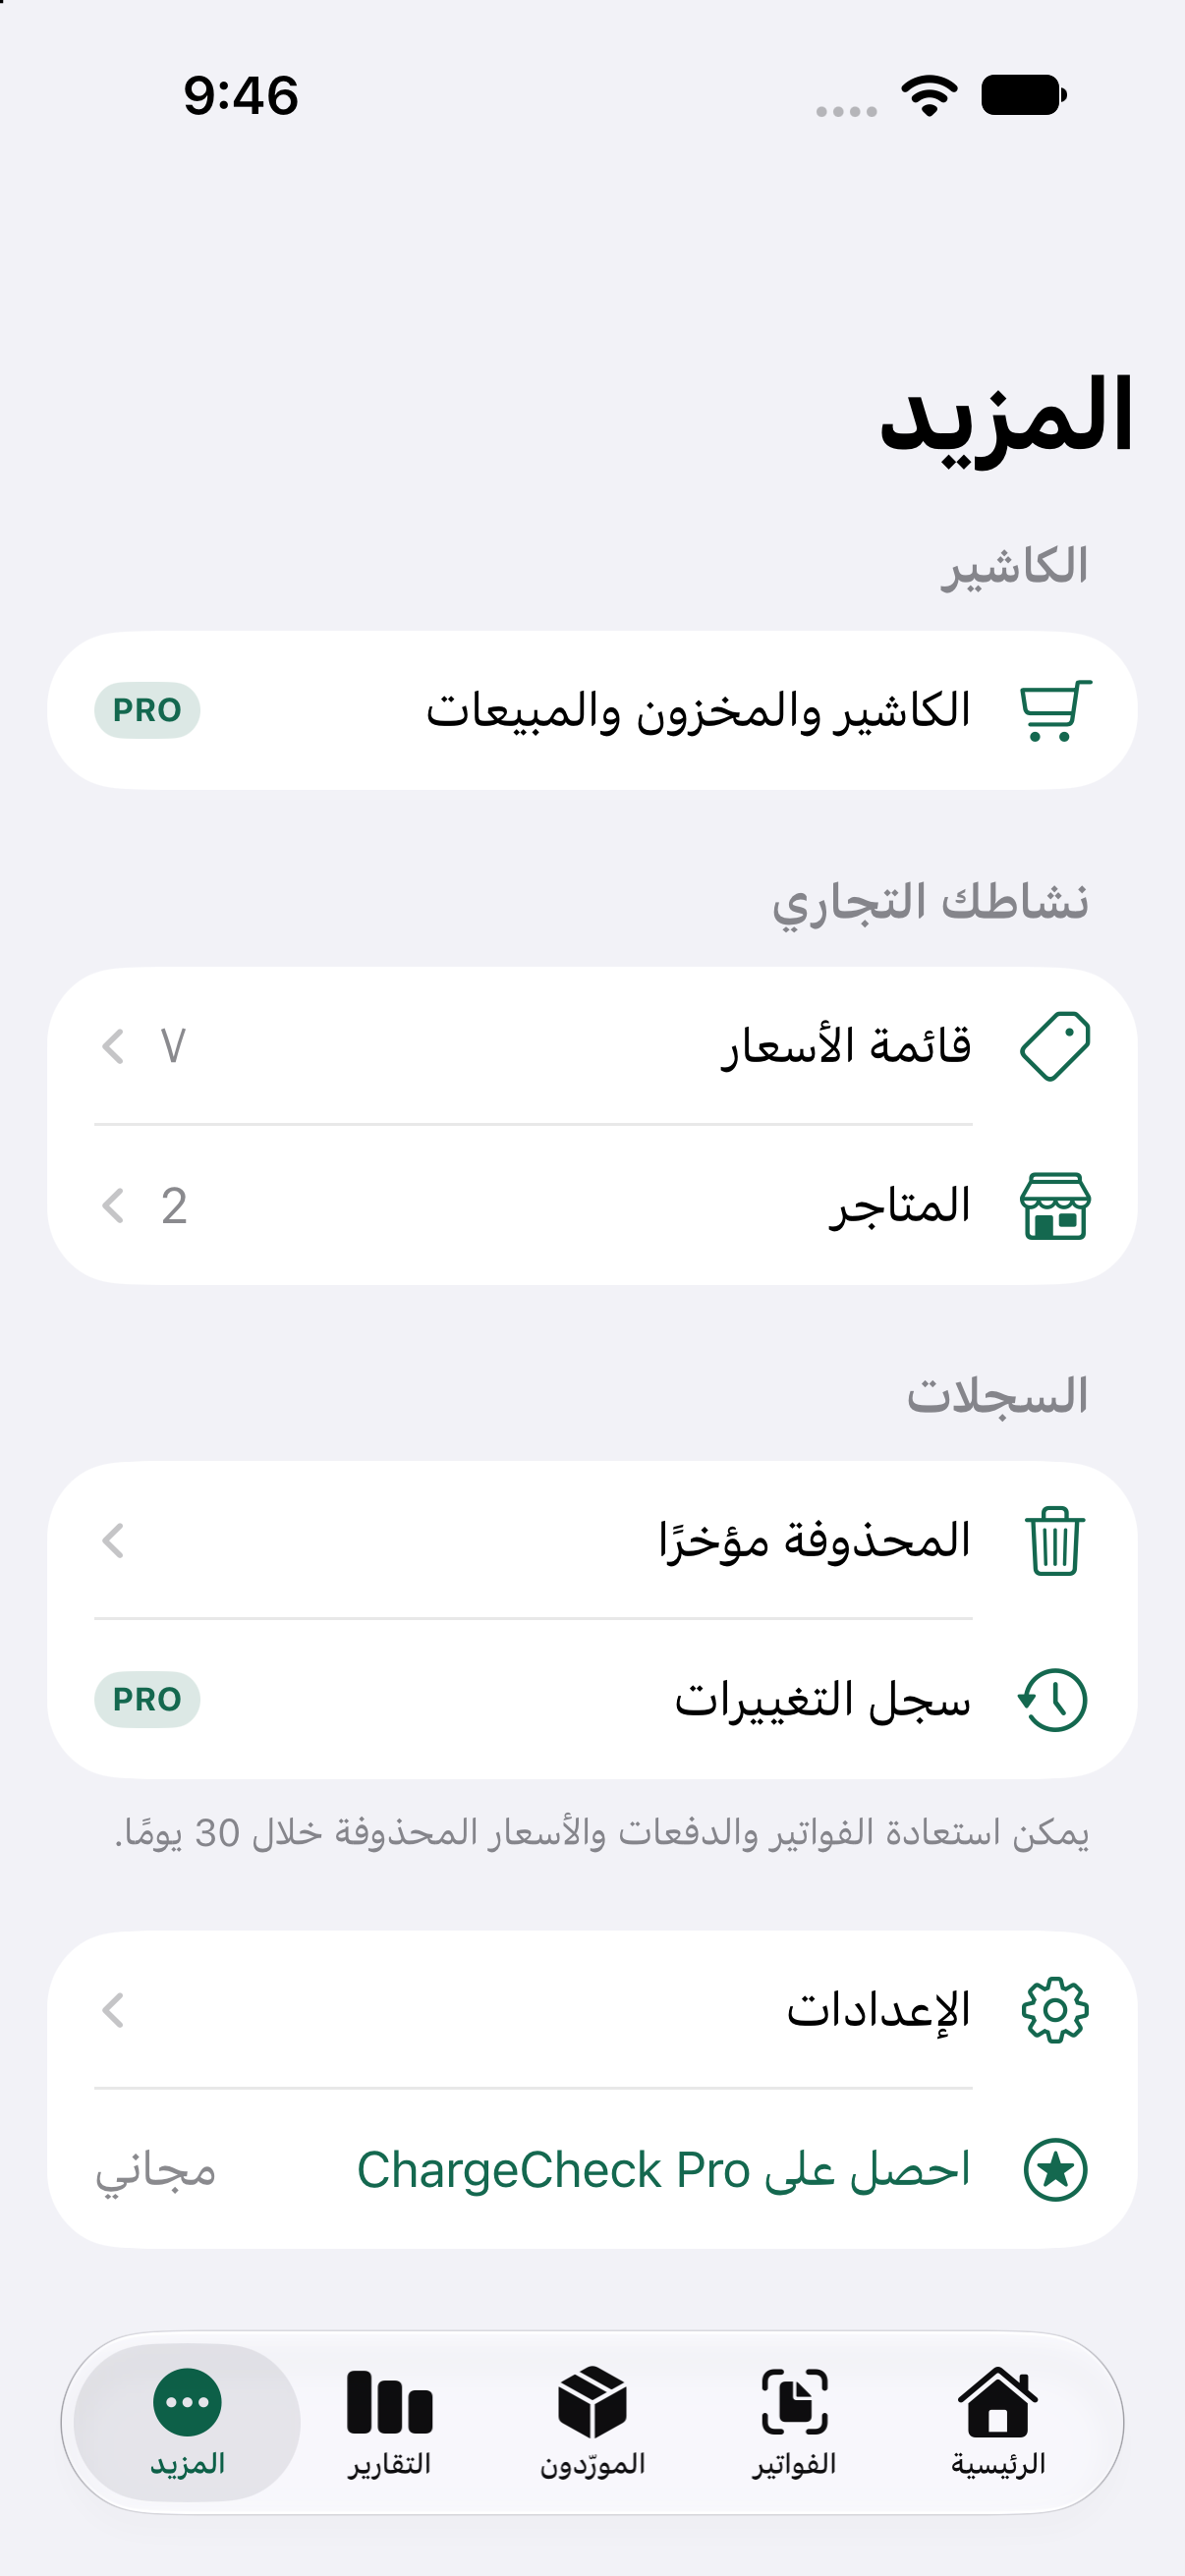 9:46
المزيد
الكاشير
الكاشير والمخزون والمبيعات PRO
نشاطك التجاري
قائمة الأسعار ٧
المتاجر 2
السجلات
المحذوفة مؤخرًا
سجل التغييرات PRO
يمكن استعادة الفواتير والدفعات والأسعار المحذوفة خلال 30 يومًا.
الإعدادات
احصل على ChargeCheck Pro مجاني
الرئيسية الفواتير المورّدون التقارير المزيد